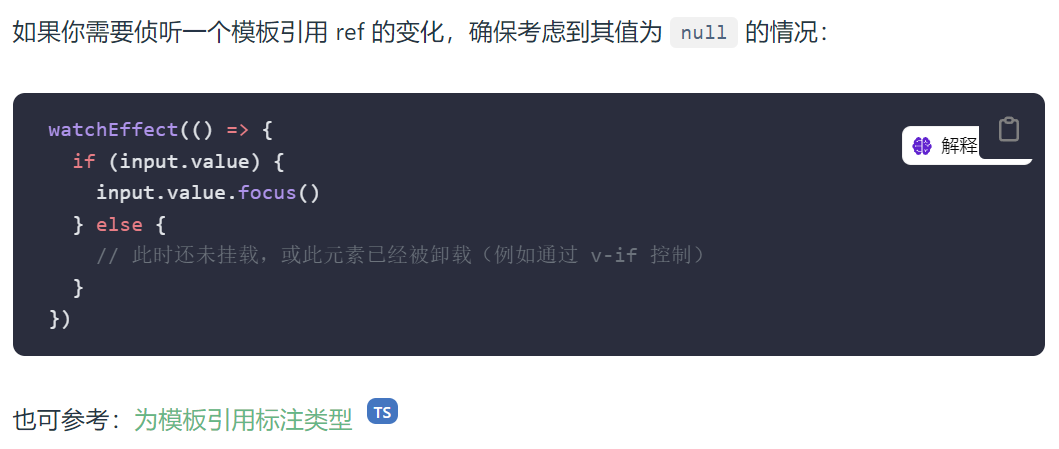 如果你需要侦听一个模板引用 ref 的变化，确保考虑到其值为 null 的情况：
watchEffect(() => {
  if (input.value) {
    input.value.focus()
  } else {
    // 此时还未挂载，或此元素已经被卸载（例如通过 v-if 控制）
  }
})
解释
也可参考：为模板引用标注类型 TS